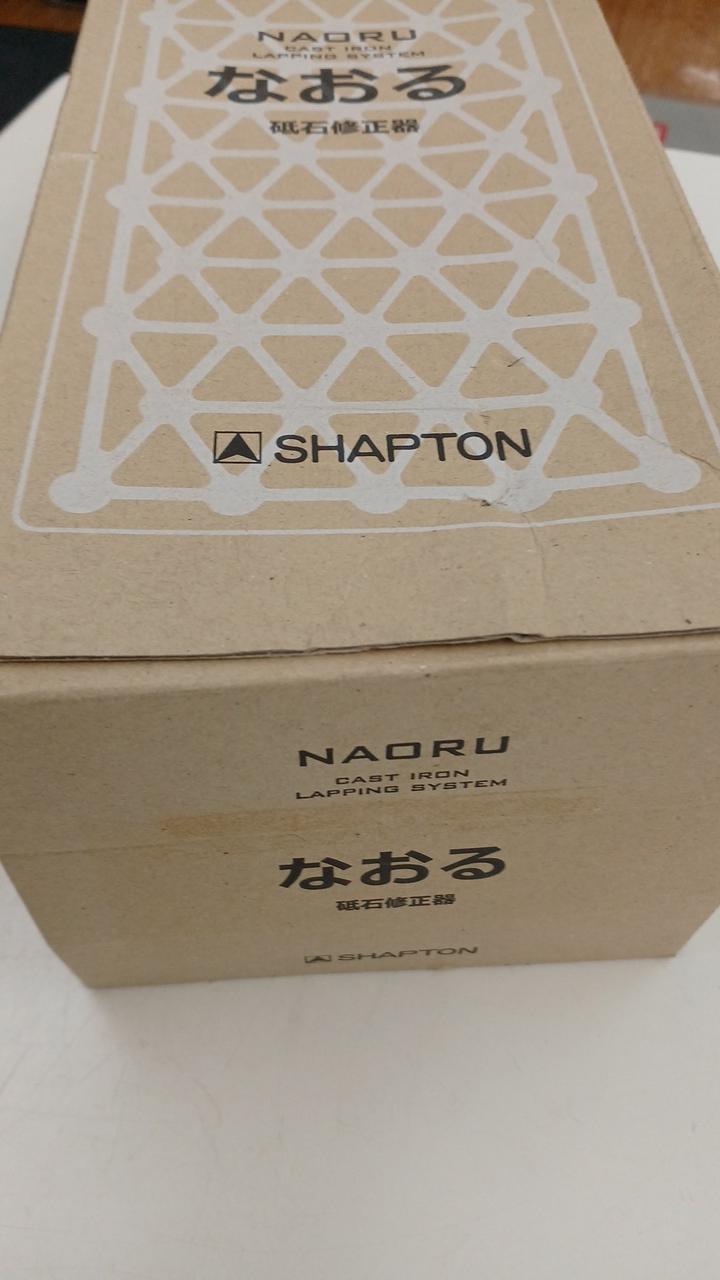 NAORU
CAST IRON
LAPPING SYSTEM
なおる
砥石修正器
SHAPTON
NAORU
CAST IRON
LAPPING SYSTEM
なおる
砥石修正器
SHAPTON